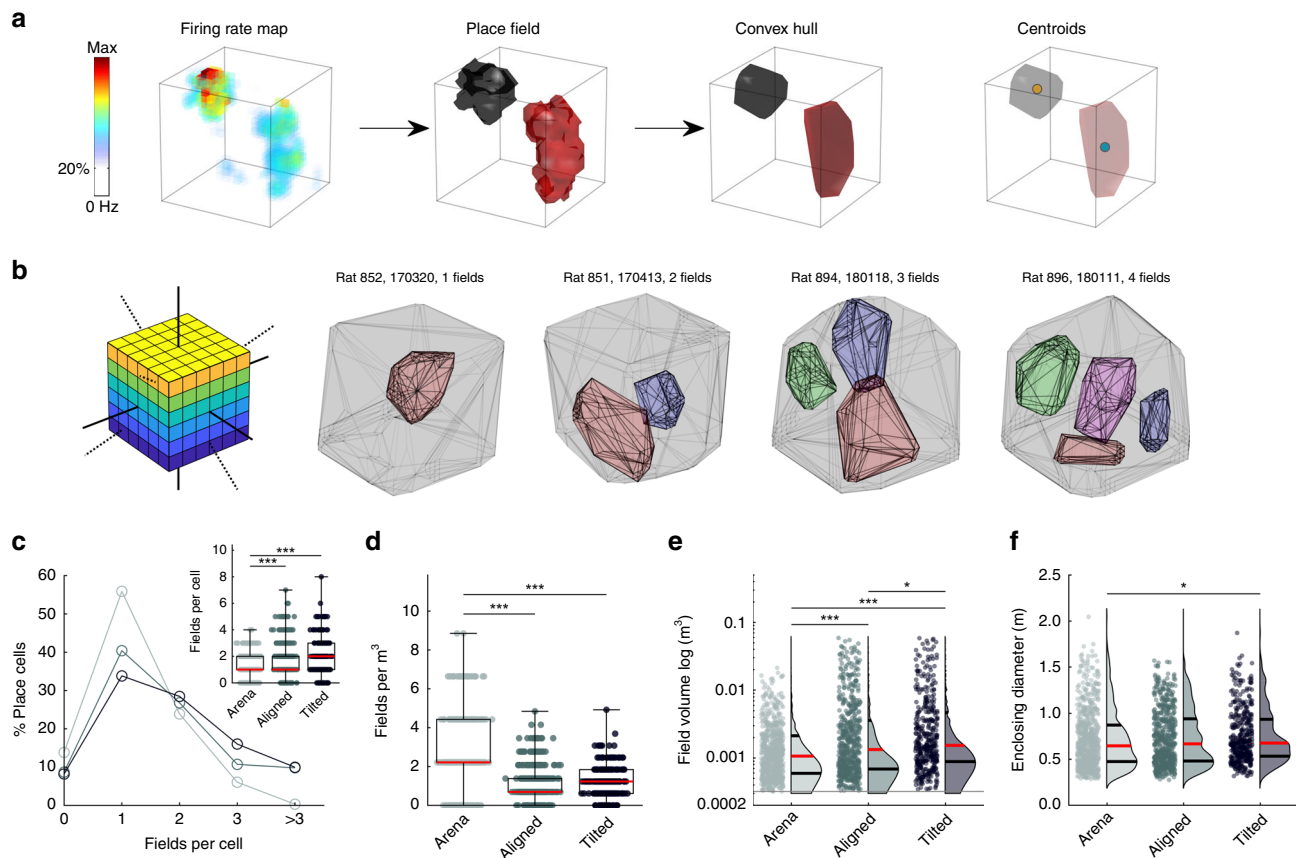 a
Firing rate map
Place field
Convex hull
Centroids
Max
20%
0 Hz
b
Rat 852, 170320, 1 fields
Rat 851, 170413, 2 fields
Rat 894, 180118, 3 fields
Rat 896, 180111, 4 fields
c
% Place cells
60
50
40
30
20
10
0
0
1
2
3
>3
Fields per cell
Fields per cell
10
8
6
4
2
0
***
***
Arena
Aligned
Tilted
d
Fields per m³
10
8
6
4
2
0
***
***
Arena
Aligned
Tilted
e
Field volume log (m³)
0.1
0.01
0.001
0.0002
*
***
***
Arena
Aligned
Tilted
f
Enclosing diameter (m)
2.5
2.0
1.5
1.0
0.5
0
*
Arena
Aligned
Tilted